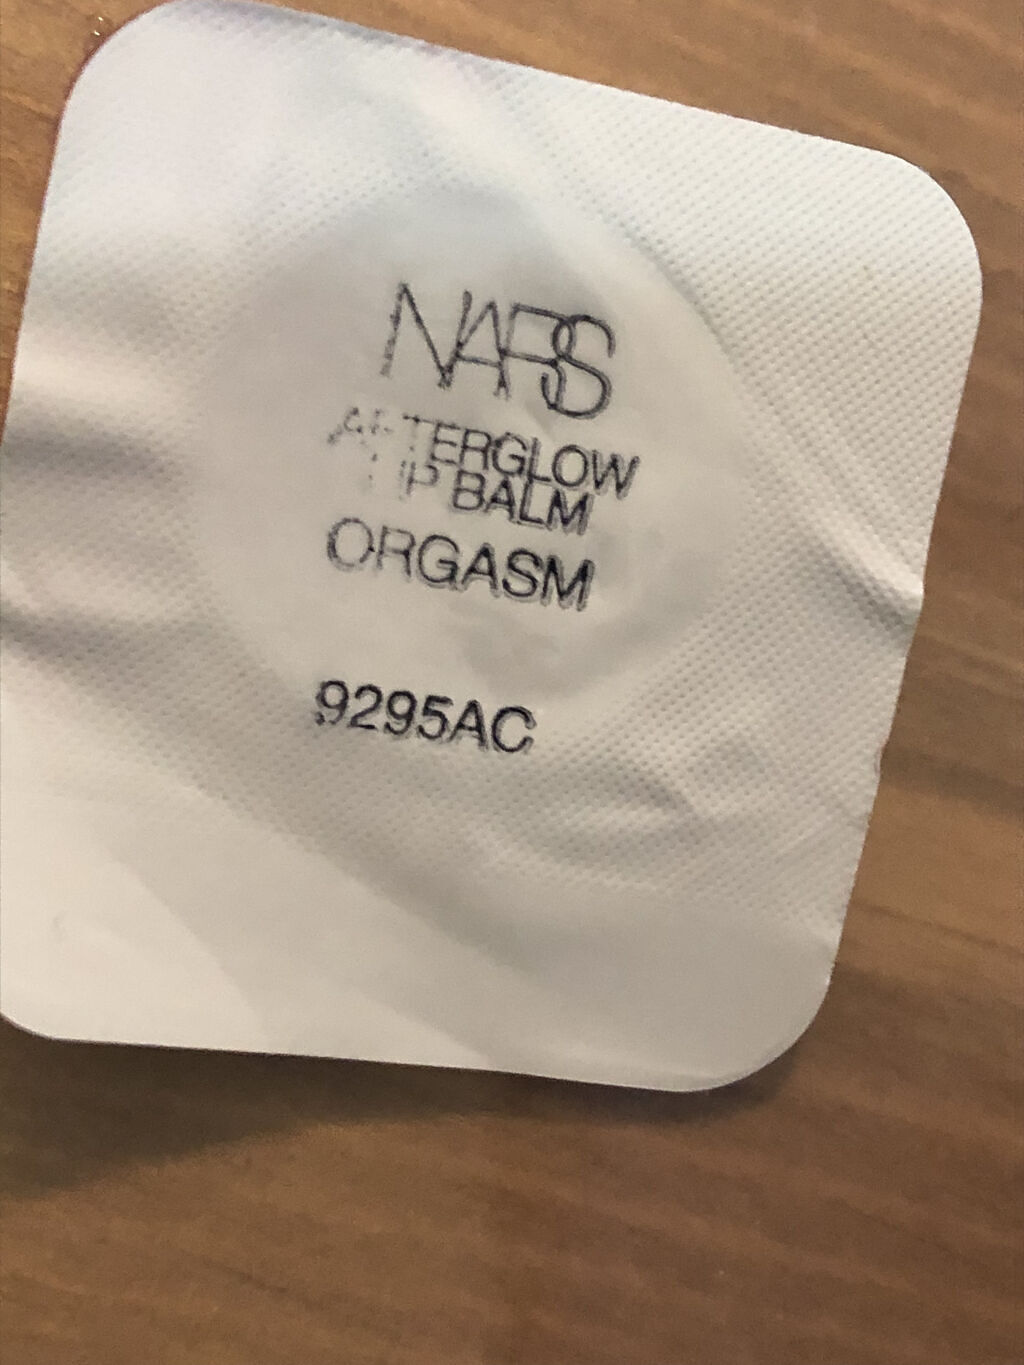 NARS
AFTERGLOW
LIP BALM
ORGASM
9295AC